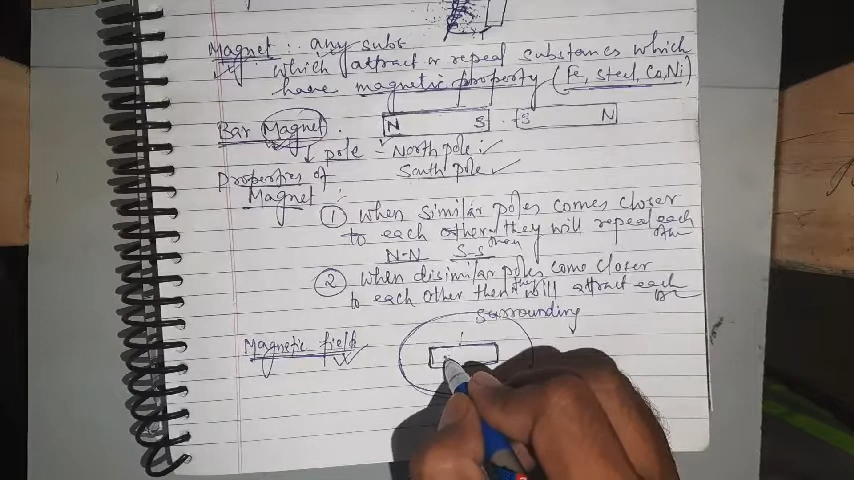 Magnet : any subs
which attract or repeal substances which
have magnetic property (Fe, Steel, Co, Ni)
Bar Magnet . N S S N
pole - North pole
South pole
Properties of
Magnet :
① when similar poles comes closer
to each other then they will repeal each
other
N-N S-S
② when disimilar poles come closer
to each other then they will attract each
surrounding
Magnetic field